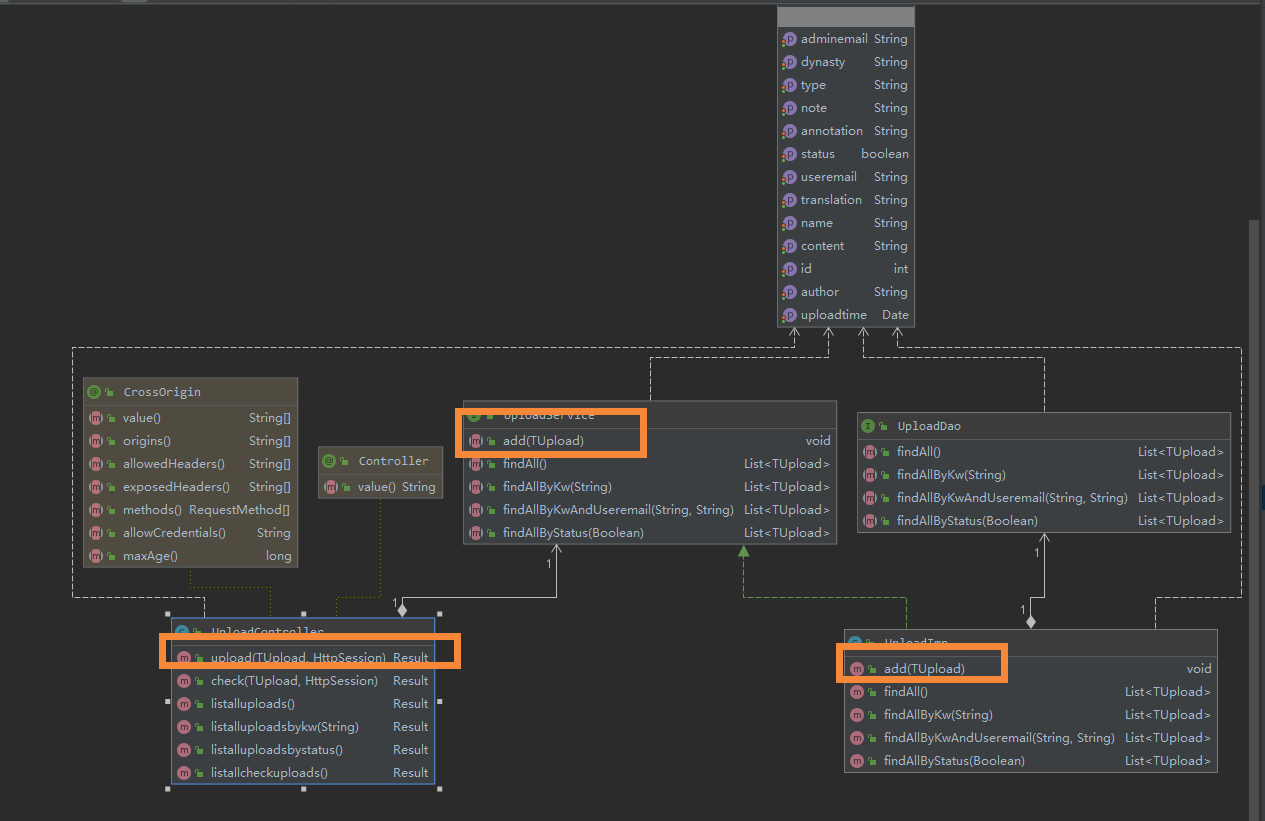 adminemail String
dynasty String
type String
note String
annotation String
status boolean
useremail String
translation String
name String
content String
id int
author String
uploadtime Date
CrossOrigin
value() String[]
origins() String[]
allowedHeaders() String[]
exposedHeaders() String[]
methods() RequestMethod[]
allowCredentials() String
maxAge() long
Controller
value() String
UploadService
add(TUpload) void
findAll() List<TUpload>
findAllByKw(String) List<TUpload>
findAllByKwAndUseremail(String, String) List<TUpload>
findAllByStatus(Boolean) List<TUpload>
UploadDao
findAll() List<TUpload>
findAllByKw(String) List<TUpload>
findAllByKwAndUseremail(String, String) List<TUpload>
findAllByStatus(Boolean) List<TUpload>
1
1
1
1
UploadController
upload(TUpload, HttpSession) Result
check(TUpload, HttpSession) Result
listalluploads() Result
listalluploadsbykw(String) Result
listalluploadsbystatus() Result
listallcheckuploads() Result
UploadImp
add(TUpload) void
findAll() List<TUpload>
findAllByKw(String) List<TUpload>
findAllByKwAndUseremail(String, String) List<TUpload>
findAllByStatus(Boolean) List<TUpload>